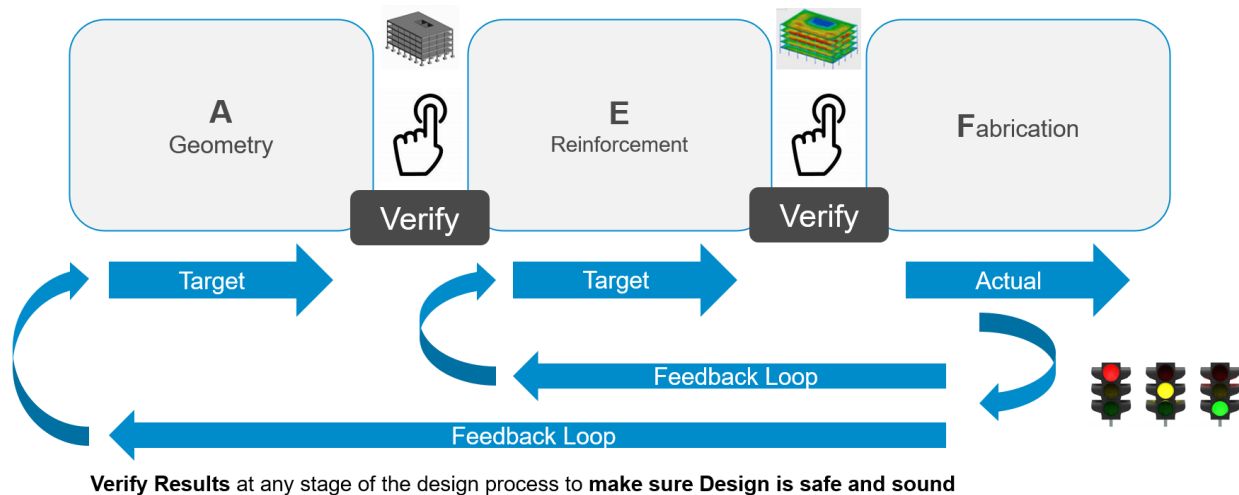 A
Geometry
Verify
E
Reinforcement
Verify
Fabrication
Target
Target
Actual
Feedback Loop
Feedback Loop
Verify Results at any stage of the design process to make sure Design is safe and sound